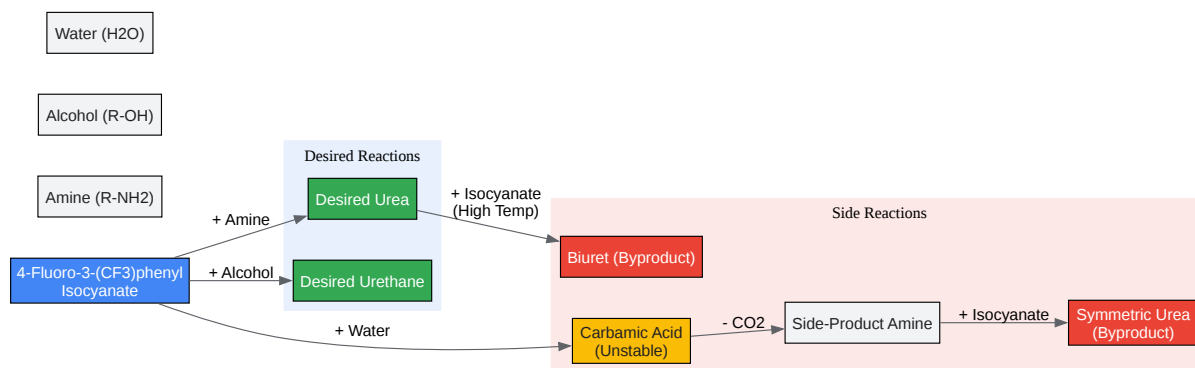 Water (H2O)
Alcohol (R-OH)
Amine (R-NH2)
4-Fluoro-3-(CF3)phenyl
Isocyanate
+ Amine
+ Alcohol
+ Water
Desired Reactions
Desired Urea
Desired Urethane
+ Isocyanate
(High Temp)
Side Reactions
Biuret (Byproduct)
Carbamic Acid
(Unstable)
- CO2
Side-Product Amine
+ Isocyanate
Symmetric Urea
(Byproduct)